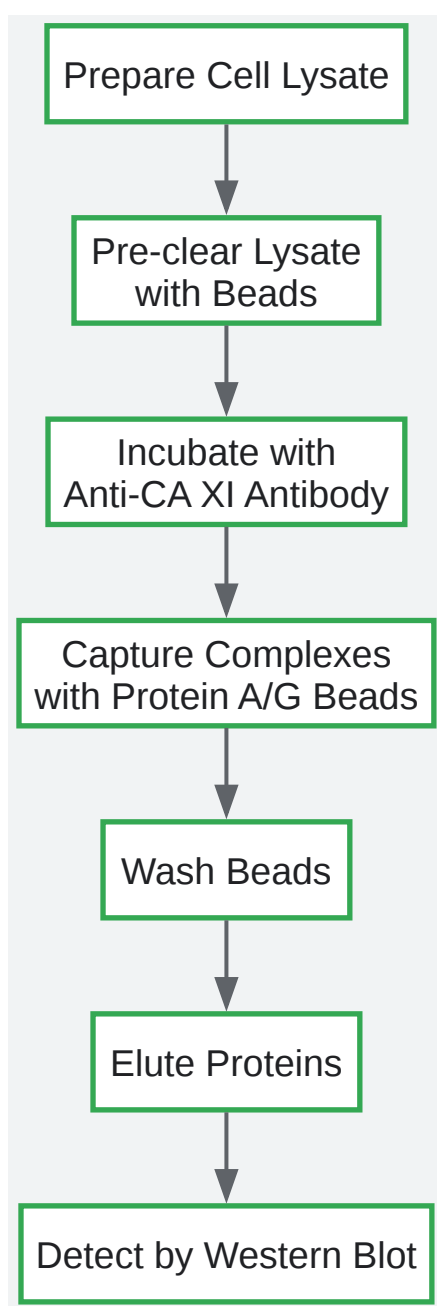 Prepare Cell Lysate
Pre-clear Lysate
with Beads
Incubate with
Anti-CA XI Antibody
Capture Complexes
with Protein A/G Beads
Wash Beads
Elute Proteins
Detect by Western Blot